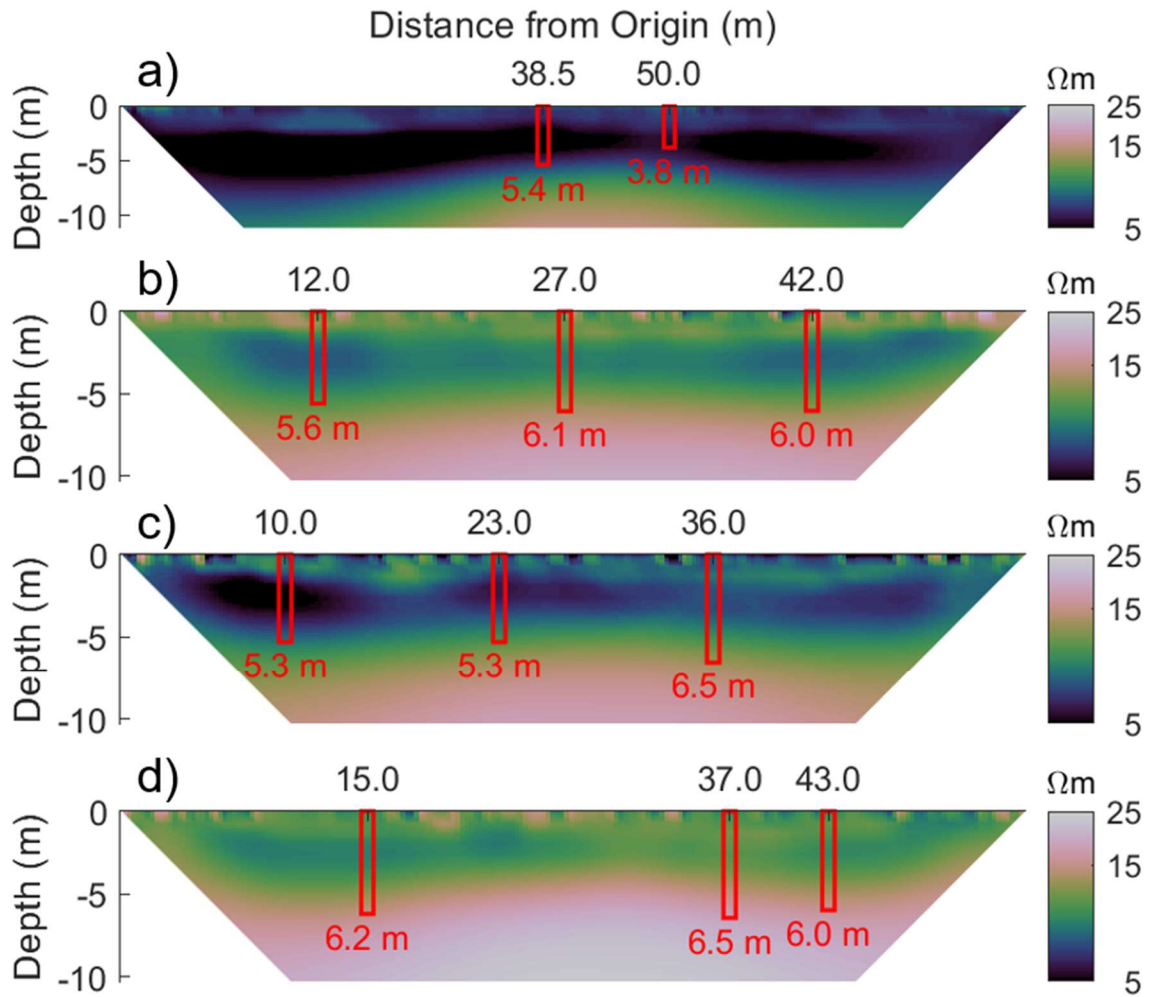 Distance from Origin (m)
a)
38.5 50.0
Ωm
Depth (m)
0
-5
-10
5.4 m
3.8 m
25
15
5
b)
12.0 27.0 42.0
Ωm
Depth (m)
0
-5
-10
5.6 m
6.1 m
6.0 m
25
15
5
c)
10.0 23.0 36.0
Ωm
Depth (m)
0
-5
-10
5.3 m
5.3 m
6.5 m
25
15
5
d)
15.0 37.0 43.0
Ωm
Depth (m)
0
-5
-10
6.2 m
6.5 m
6.0 m
25
15
5